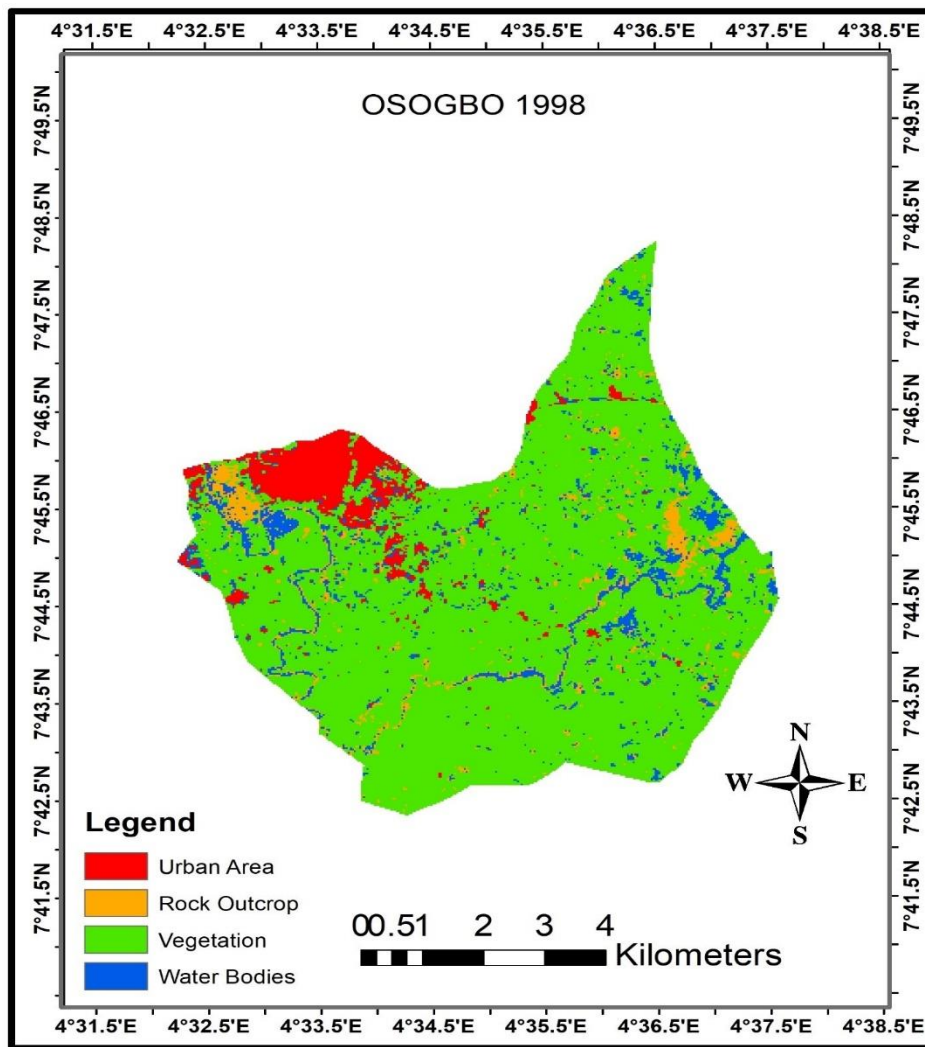 4°31.5'E 4°32.5'E 4°33.5'E 4°34.5'E 4°35.5'E 4°36.5'E 4°37.5'E 4°38.5'E
OSOGBO 1998
7°49.5'N 7°49.5'N
7°48.5'N 7°48.5'N
7°47.5'N 7°47.5'N
7°46.5'N 7°46.5'N
7°45.5'N 7°45.5'N
7°44.5'N 7°44.5'N
7°43.5'N 7°43.5'N
7°42.5'N 7°42.5'N
7°41.5'N 7°41.5'N
N
W E
S
Legend
Urban Area
Rock Outcrop
Vegetation
Water Bodies
00.51 2 3 4
Kilometers
4°31.5'E 4°32.5'E 4°33.5'E 4°34.5'E 4°35.5'E 4°36.5'E 4°37.5'E 4°38.5'E